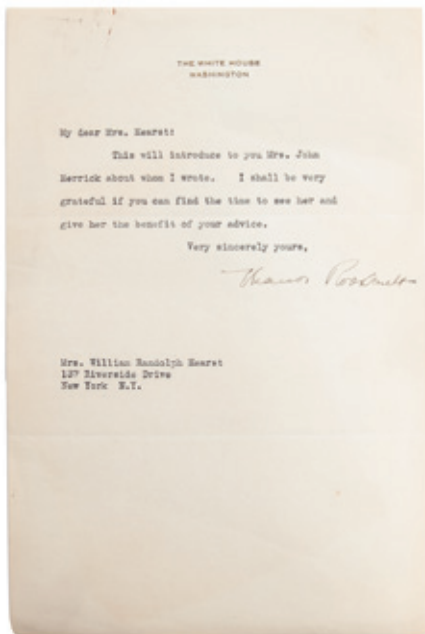 THE WHITE HOUSE
WASHINGTON
My dear Mrs. Hearst:
This will introduce to you Mrs. John
Herrick about whom I wrote. I shall be very
grateful if you can find the time to see her and
give her the benefit of your advice.
Very sincerely yours,
Roosevelt
Mrs. William Randolph Hearst
137 Riverside Drive
New York N.Y.